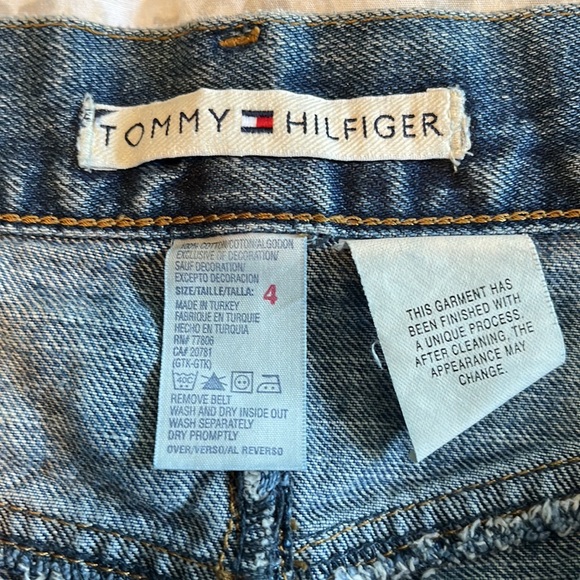 TOMMY HILFIGER
100% COTTON/COTON/ALGODON
EXCLUSIVE OF DECORATION/
SAUF DECORATION/
EXCEPTO DECORACION
SIZE/TAILLE/TALLA: 4
MADE IN TURKEY
FABRIQUE EN TURQUIE
HECHO EN TURQUIA
RN# 77806
CA# 20781
(GTK-GTK)
40C
REMOVE BELT
WASH AND DRY INSIDE OUT
WASH SEPARATELY
DRY PROMPTLY
OVER/VERSO/AL REVERSO
THIS GARMENT HAS
BEEN FINISHED WITH
A UNIQUE PROCESS.
AFTER CLEANING, THE
APPEARANCE MAY
CHANGE.